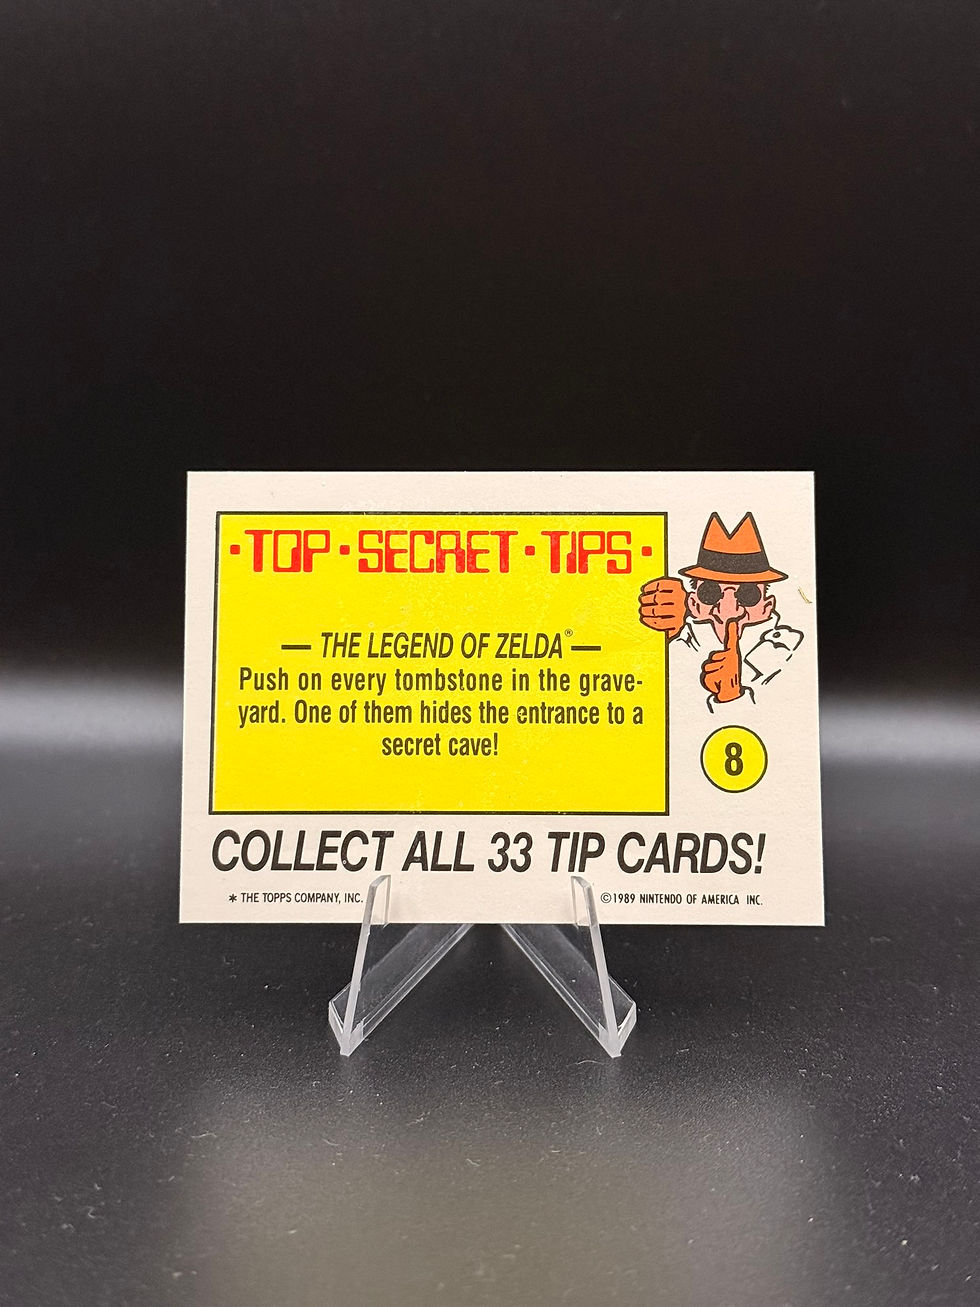 ·TOP·SECRET·TIPS·
— THE LEGEND OF ZELDA® —
Push on every tombstone in the grave-
yard. One of them hides the entrance to a
secret cave!
8
COLLECT ALL 33 TIP CARDS!
* THE TOPPS COMPANY, INC.
©1989 NINTENDO OF AMERICA INC.